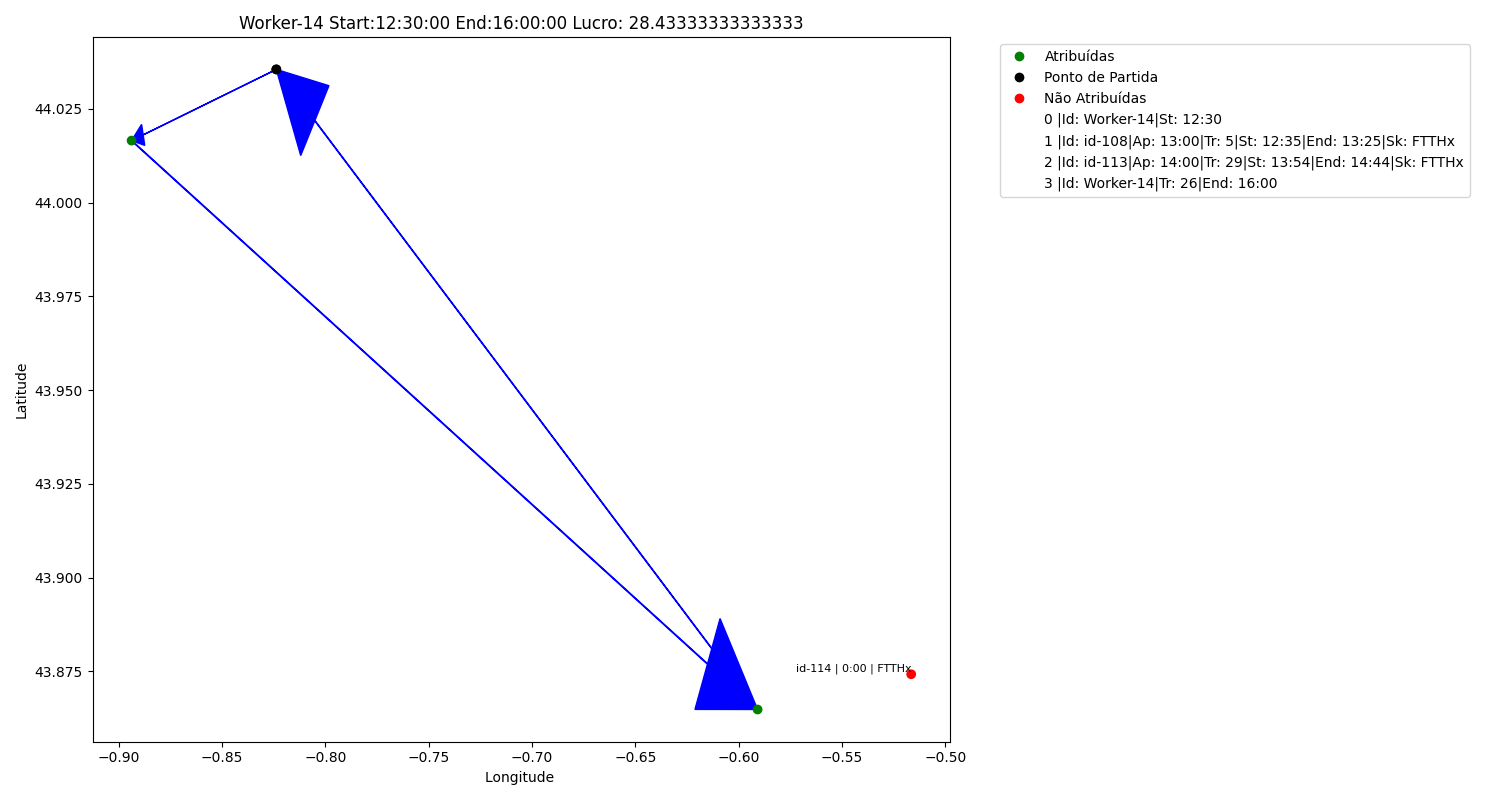 Worker-14 Start:12:30:00 End:16:00:00 Lucro: 28.43333333333333
Atribuídas
Ponto de Partida
Não Atribuídas
0 |Id: Worker-14|St: 12:30
1 |Id: id-108|Ap: 13:00|Tr: 5|St: 12:35|End: 13:25|Sk: FTTHx
2 |Id: id-113|Ap: 14:00|Tr: 29|St: 13:54|End: 14:44|Sk: FTTHx
3 |Id: Worker-14|Tr: 26|End: 16:00
44.025
44.000
43.975
43.950
43.925
43.900
43.875
Latitude
id-114 | 0:00 | FTTHx
−0.90 −0.85 −0.80 −0.75 −0.70 −0.65 −0.60 −0.55 −0.50
Longitude